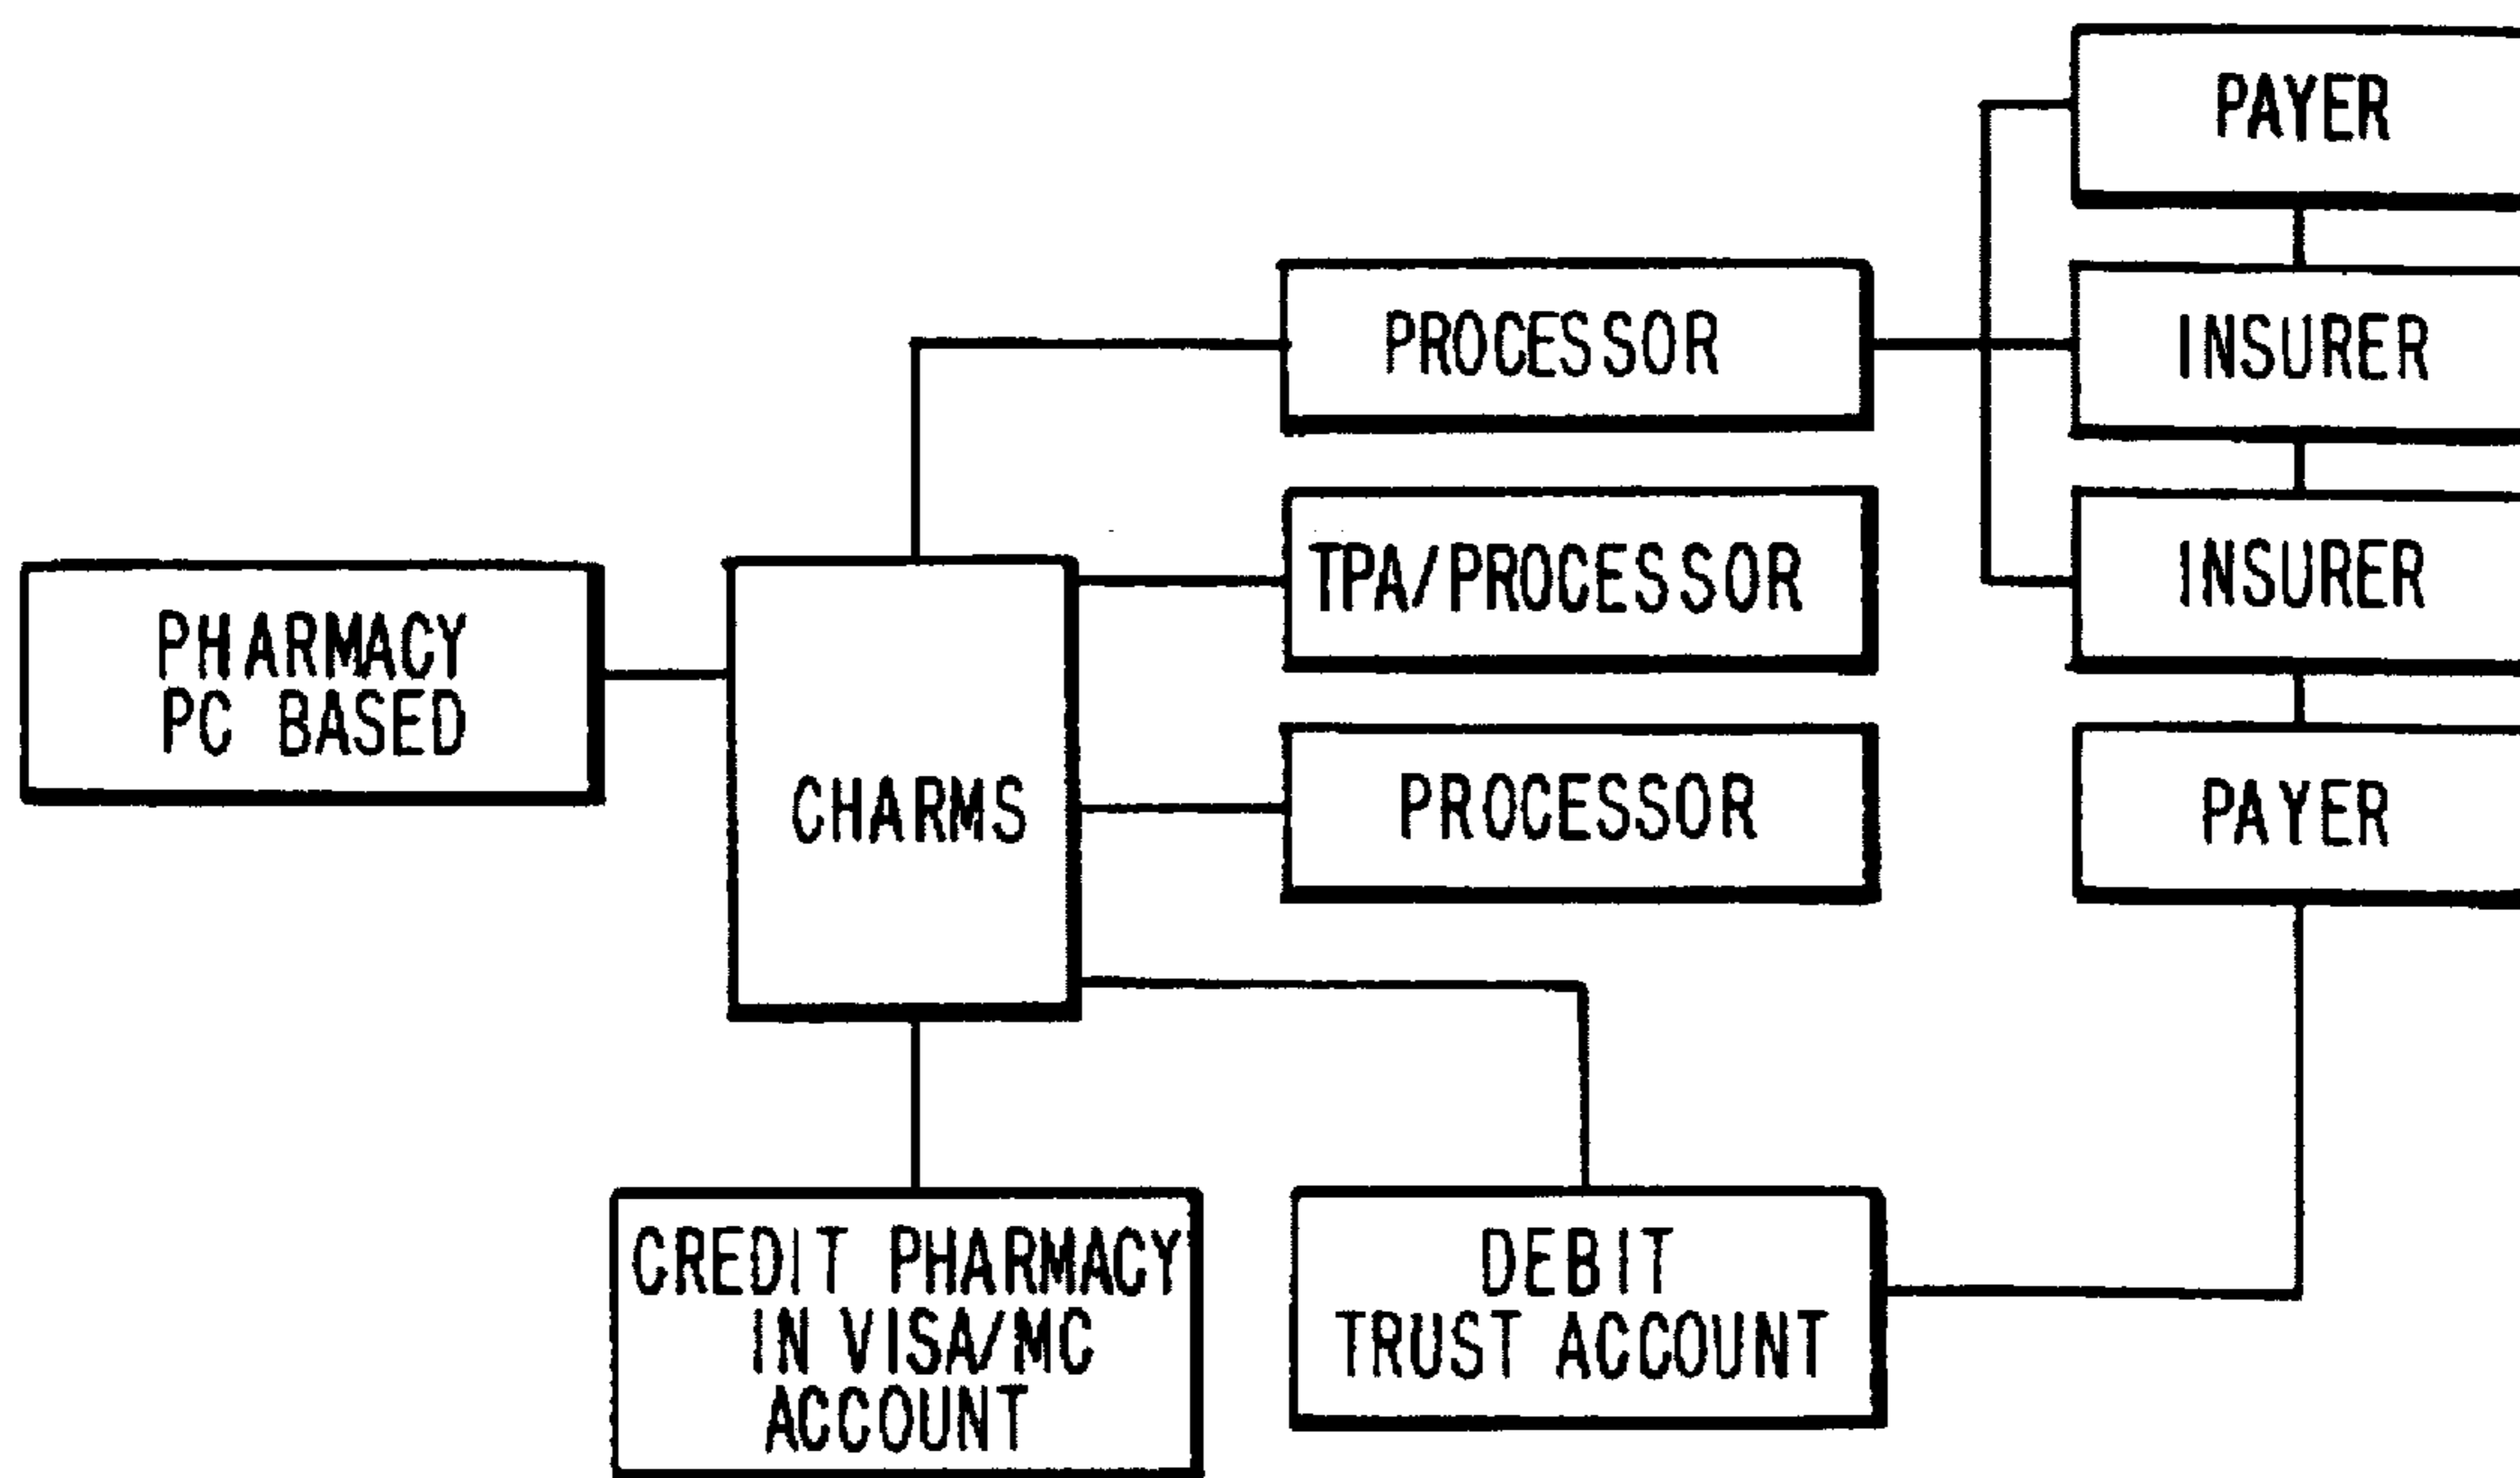 PAYER
PROCESSOR
INSURER
TPA/PROCESSOR
INSURER
PHARMACY
PC BASED
CHARMS
PROCESSOR
PAYER
CREDIT PHARMACY
IN VISA/MC
ACCOUNT
DEBIT
TRUST ACCOUNT